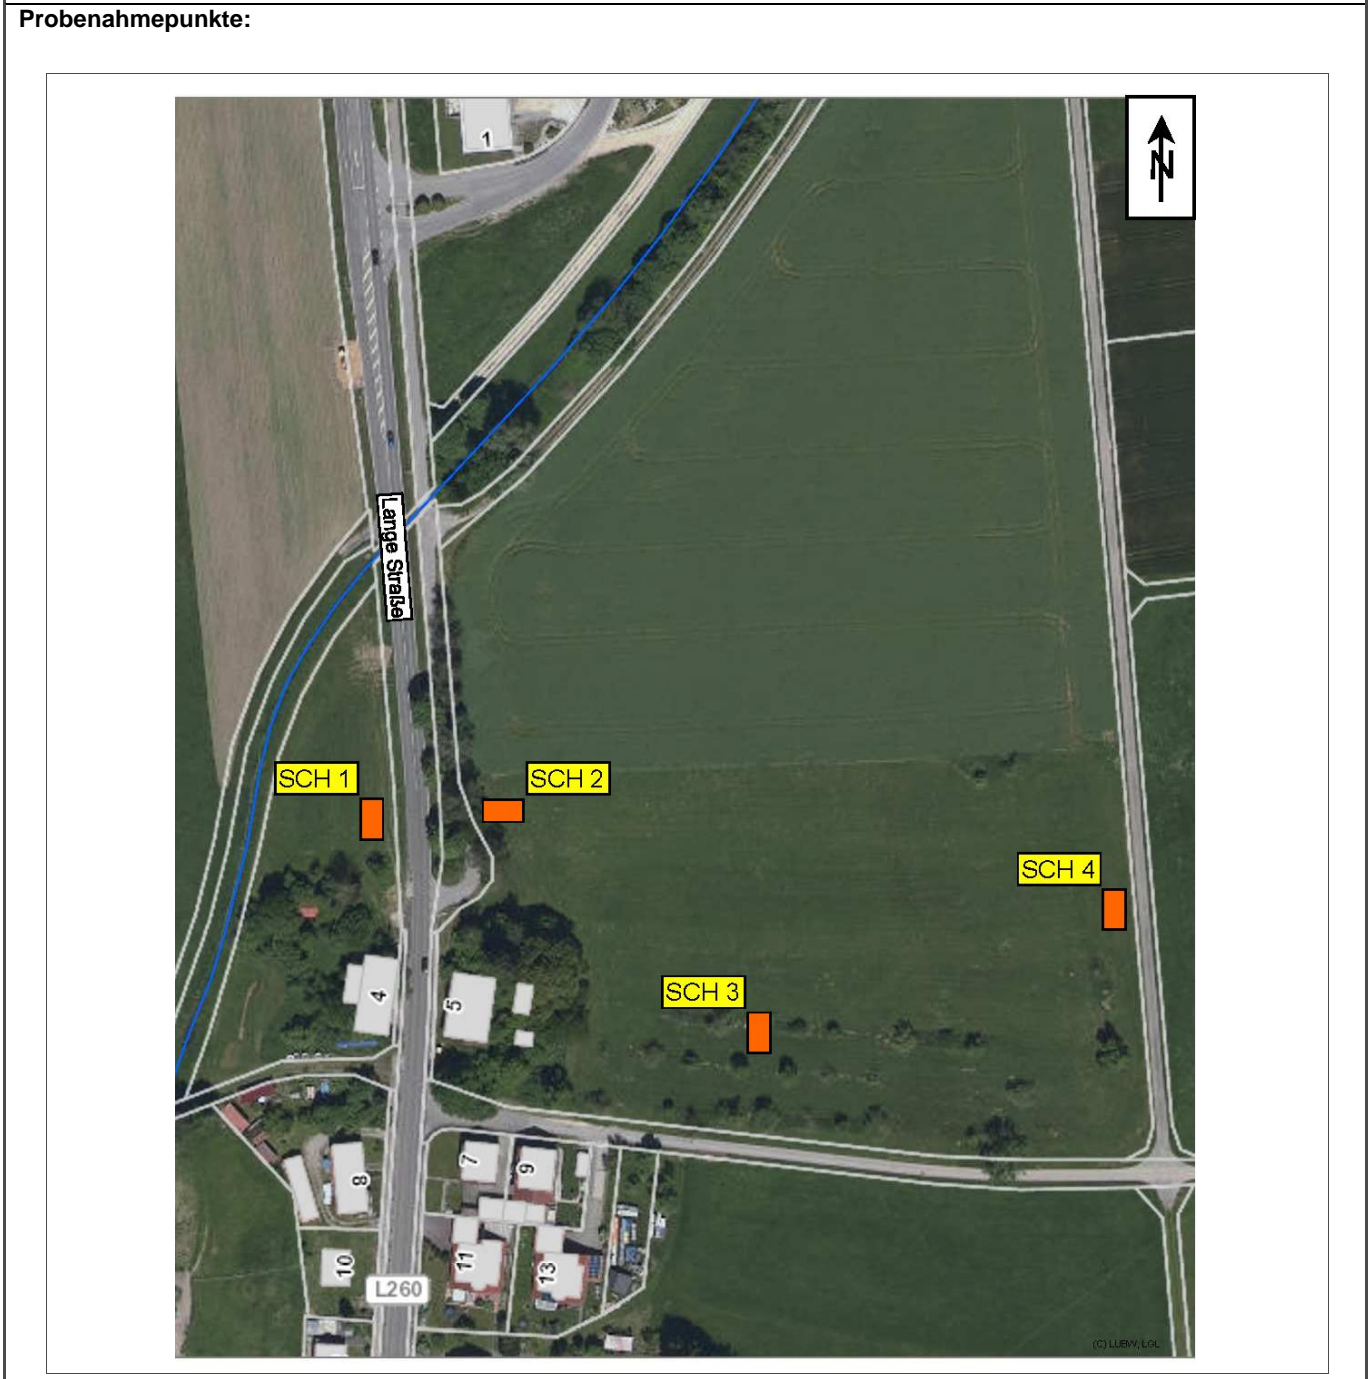 Probenahmepunkte:
1
N
Lange Straße
SCH 1
SCH 2
SCH 4
SCH 3
4
5
7
9
8
11
13
10
L260
(C) LUBW, LGL